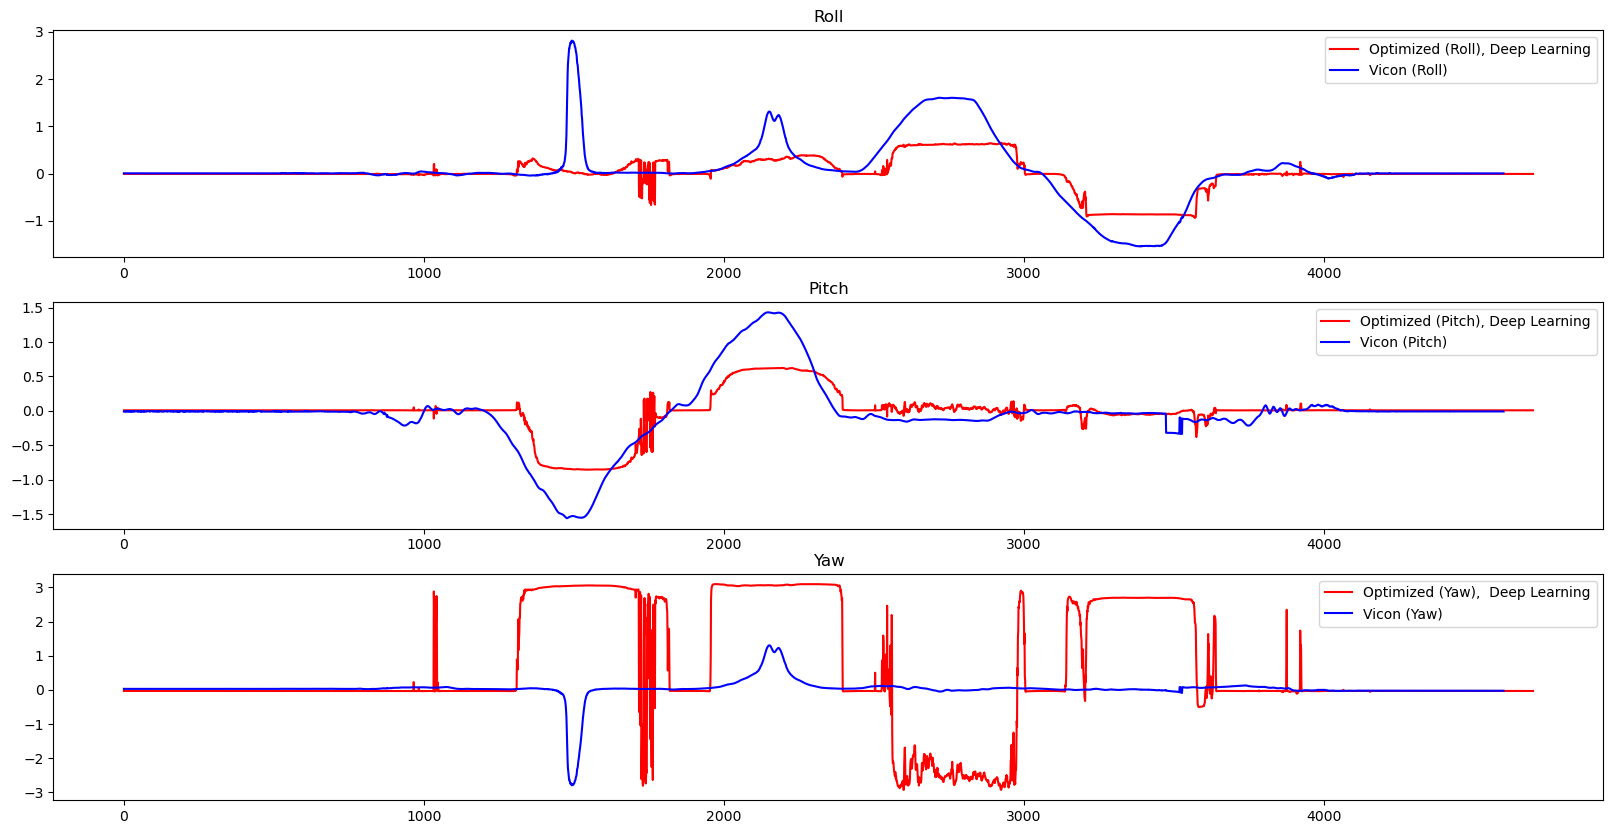 Roll
3
2
1
0
−1
Optimized (Roll), Deep Learning
Vicon (Roll)
0 1000 2000 3000 4000
Pitch
1.5
1.0
0.5
0.0
−0.5
−1.0
−1.5
Optimized (Pitch), Deep Learning
Vicon (Pitch)
0 1000 2000 3000 4000
Yaw
3
2
1
0
−1
−2
−3
Optimized (Yaw),  Deep Learning
Vicon (Yaw)
0 1000 2000 3000 4000